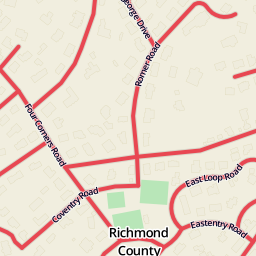 George Drive
Romer Road
Four Corners Road
East Loop Road
Coventry Road
Eastentry Road
Richmond
County